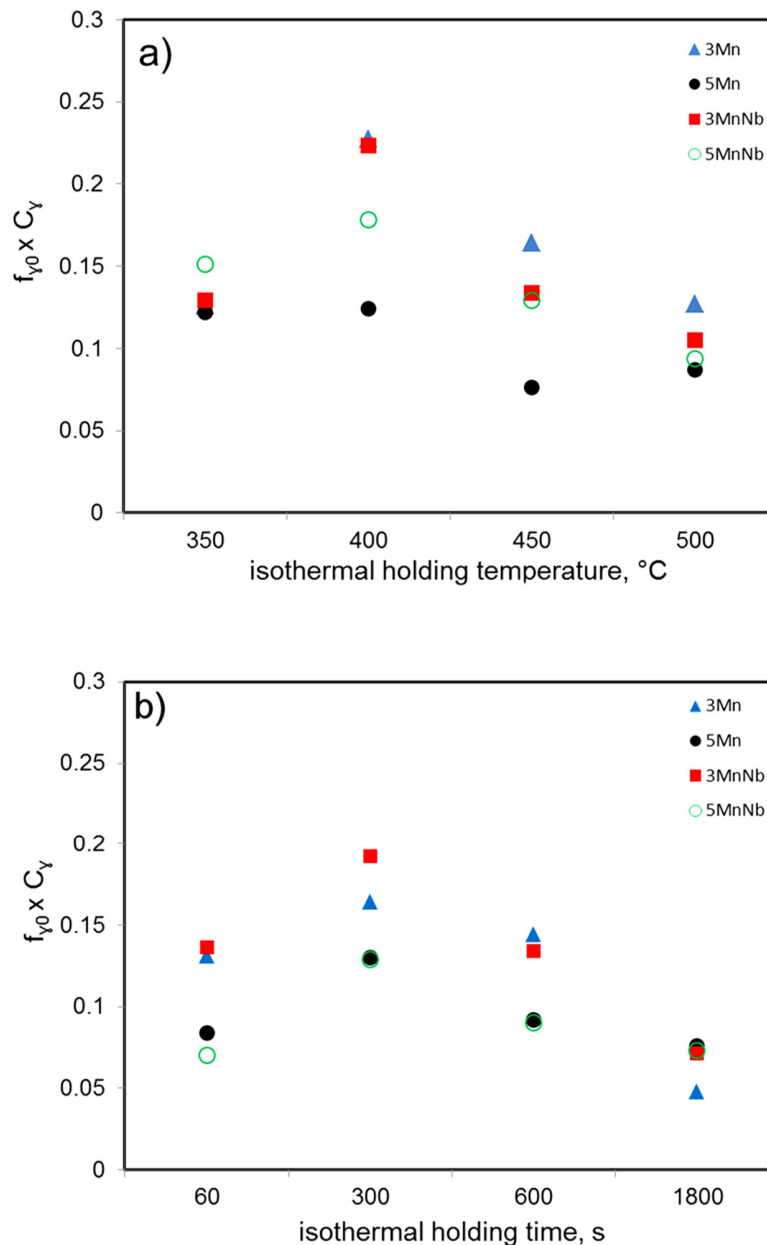 a)
3Mn
5Mn
3MnNb
5MnNb
0.3
0.25
0.2
0.15
0.1
0.05
0
fγ0 x Cγ
350 400 450 500
isothermal holding temperature, °C
b)
3Mn
5Mn
3MnNb
5MnNb
0.3
0.25
0.2
0.15
0.1
0.05
0
fγ0 x Cγ
60 300 600 1800
isothermal holding time, s